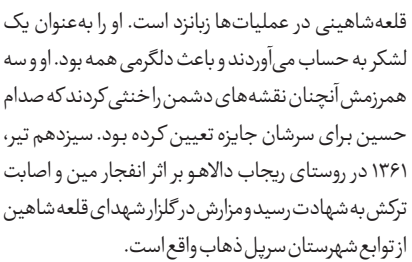 قلعه‌شاهینی در عملیات‌ها زبانزد است. او را به‌عنوان یک
لشکر به حساب می‌آوردند و باعث دلگرمی همه بود. او و سه
همرزمش آنچنان نقشه‌های دشمن را خنثی کردند که صدام
حسین برای سرشان جایزه تعیین کرده بود. سیزدهم تیر،
۱۳۶۱ در روستای ریجاب دالاهو بر اثر انفجار مین و اصابت
ترکش به شهادت رسید و مزارش در گلزار شهدای قلعه شاهین
از توابع شهرستان سرپل ذهاب واقع است.